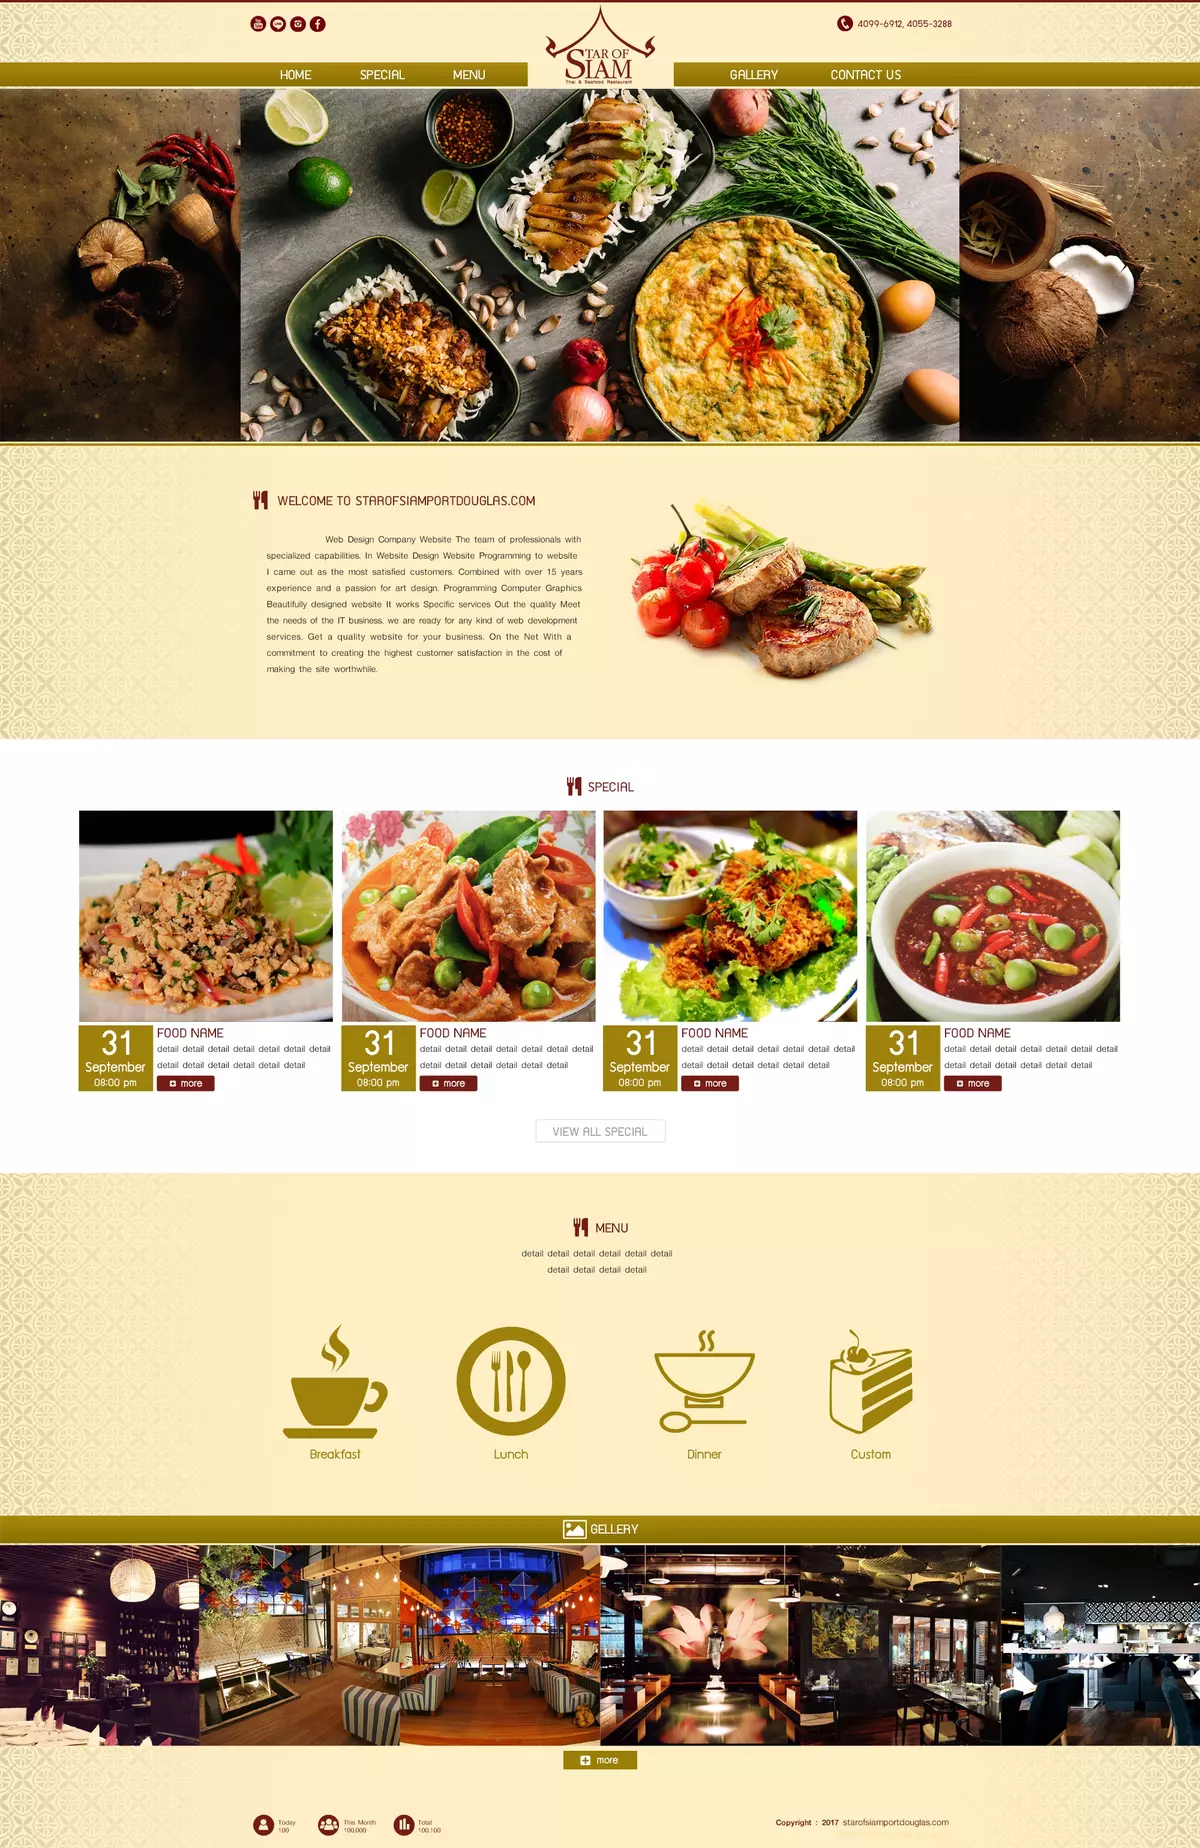 4099-6912, 4055-3288
STAR OF
SIAM
Thai & Seafood Restaurant
HOME
SPECIAL
MENU
GALLERY
CONTACT US
WELCOME TO STAROFSIAMPORTDOUGLAS.COM
Web Design Company Website The team of professionals with
specialized capabilities. In Website Design Website Programming to website
I came out as the most satisfied customers. Combined with over 15 years
experience and a passion for art design. Programming Computer Graphics
Beautifully designed website It works Specific services Out the quality Meet
the needs of the IT business, we are ready for any kind of web development
services. Get a quality website for your business. On the Net With a
commitment to creating the highest customer satisfaction in the cost of
making the site worthwhile.
SPECIAL
31
September
08:00 pm
FOOD NAME
detail detail detail detail detail detail detail
detail detail detail detail detail detail
more
31
September
08:00 pm
FOOD NAME
detail detail detail detail detail detail detail
detail detail detail detail detail detail
more
31
September
08:00 pm
FOOD NAME
detail detail detail detail detail detail detail
detail detail detail detail detail detail
more
31
September
08:00 pm
FOOD NAME
detail detail detail detail detail detail detail
detail detail detail detail detail detail
more
VIEW ALL SPECIAL
MENU
detail detail detail detail detail detail
detail detail detail detail
Breakfast
Lunch
Dinner
Custom
GELLERY
more
Today
100
This Month
100,000
Total
100,100
Copyright : 2017 starofsiamportdouglas.com